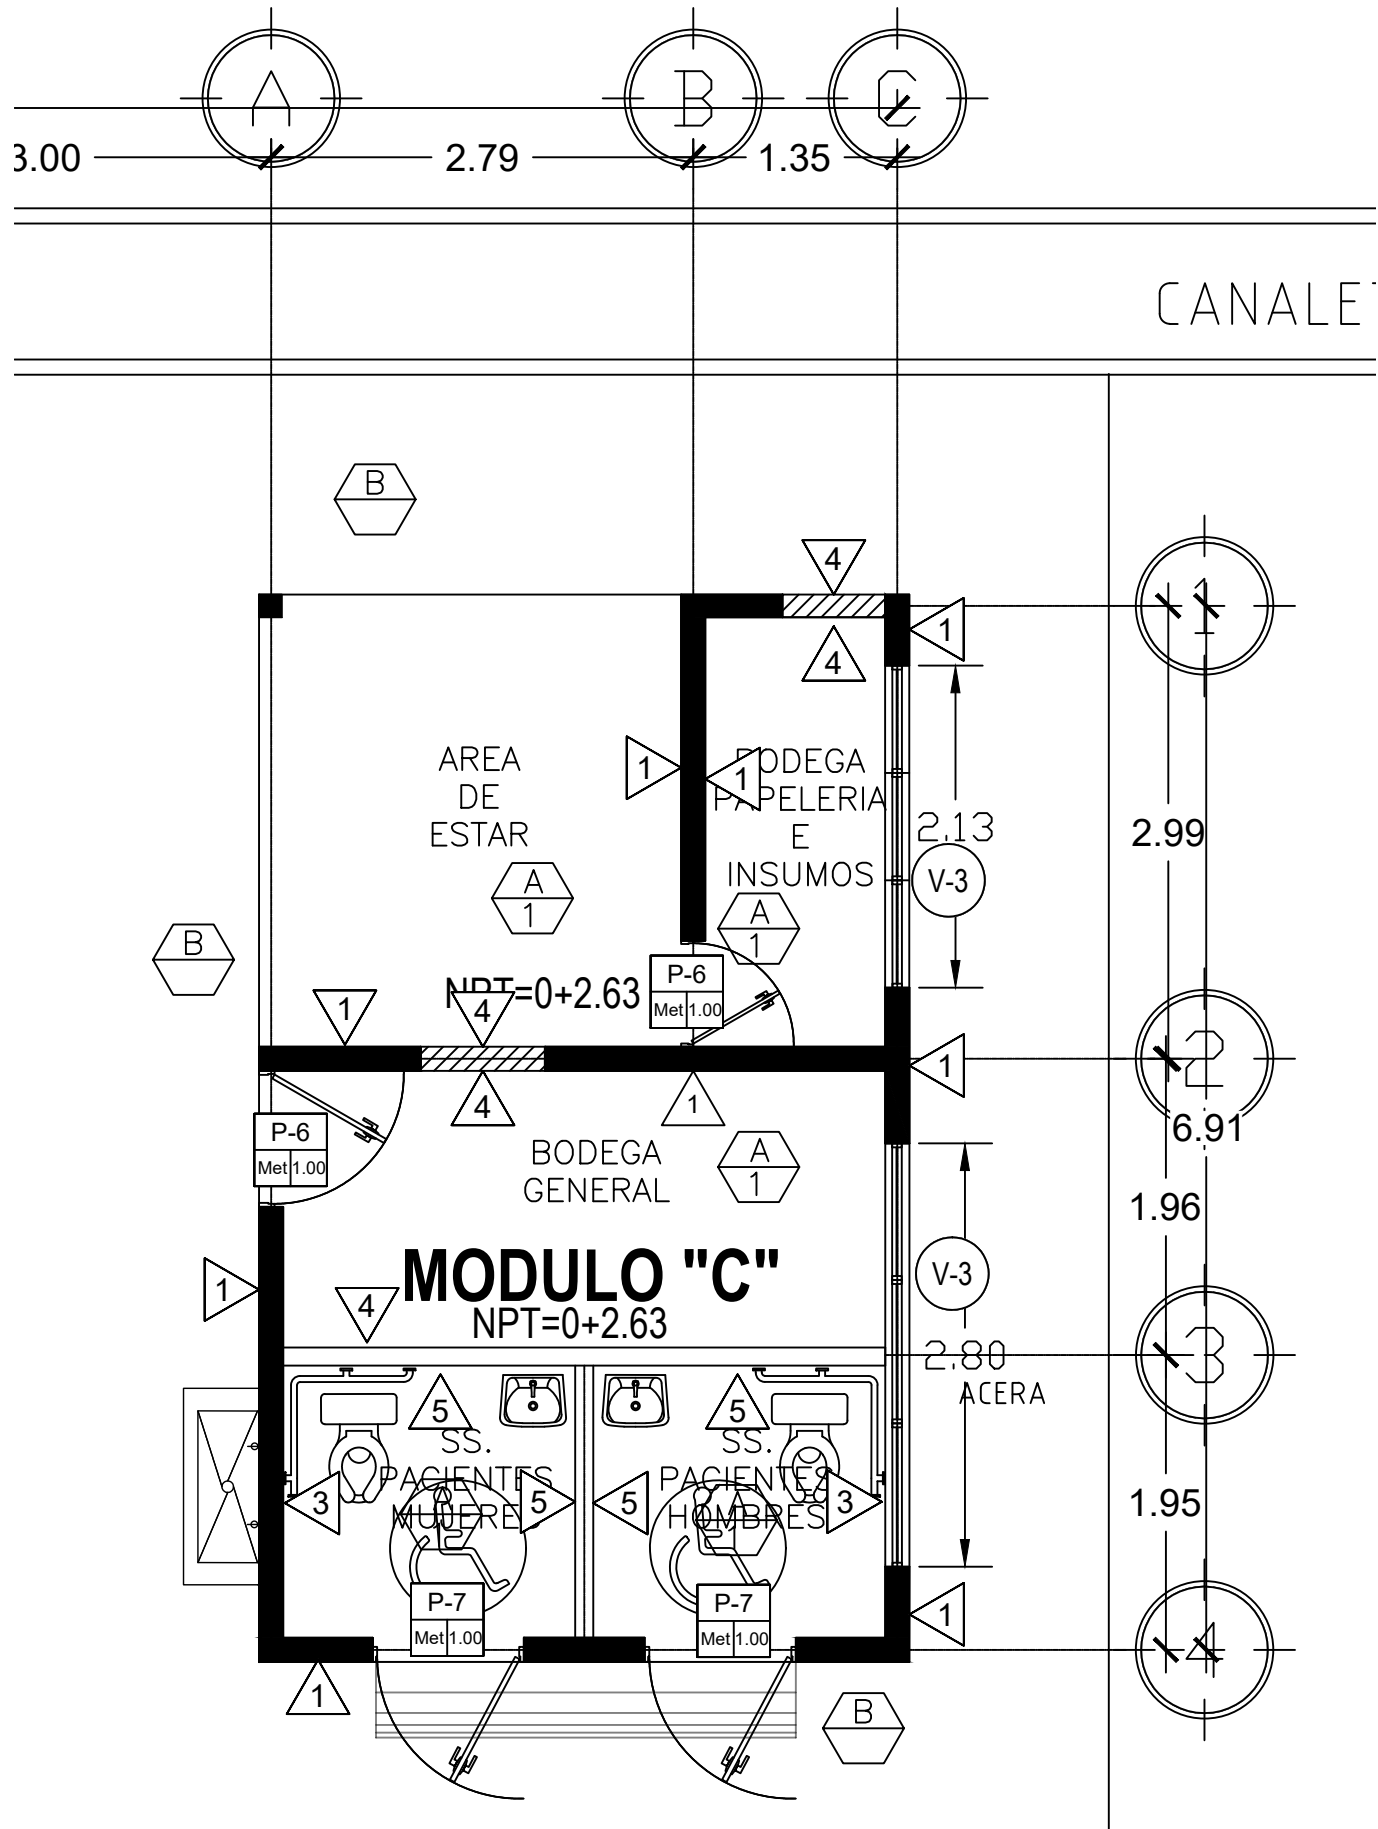 A
B
C
3.00
2.79
1.35
B
4
1
4
1
1
AREA
DE
ESTAR
BODEGA
PAPELERIA
E
INSUMOS
2.13
V-3
2.99
A
1
A
1
B
P-6
Met 1.00
NPT=0+2.63
1
4
1
2
4
1
1
P-6
Met 1.00
BODEGA
GENERAL
A
1
6.91
1.96
MODULO "C"
NPT=0+2.63
1
4
V-3
2.80
ACERA
3
5
5
SS.
PACIENTES
MUJERES
SS.
PACIENTES
HOMBRES
3
5
5
3
A
1.95
P-7
Met 1.00
P-7
Met 1.00
1
4
1
B